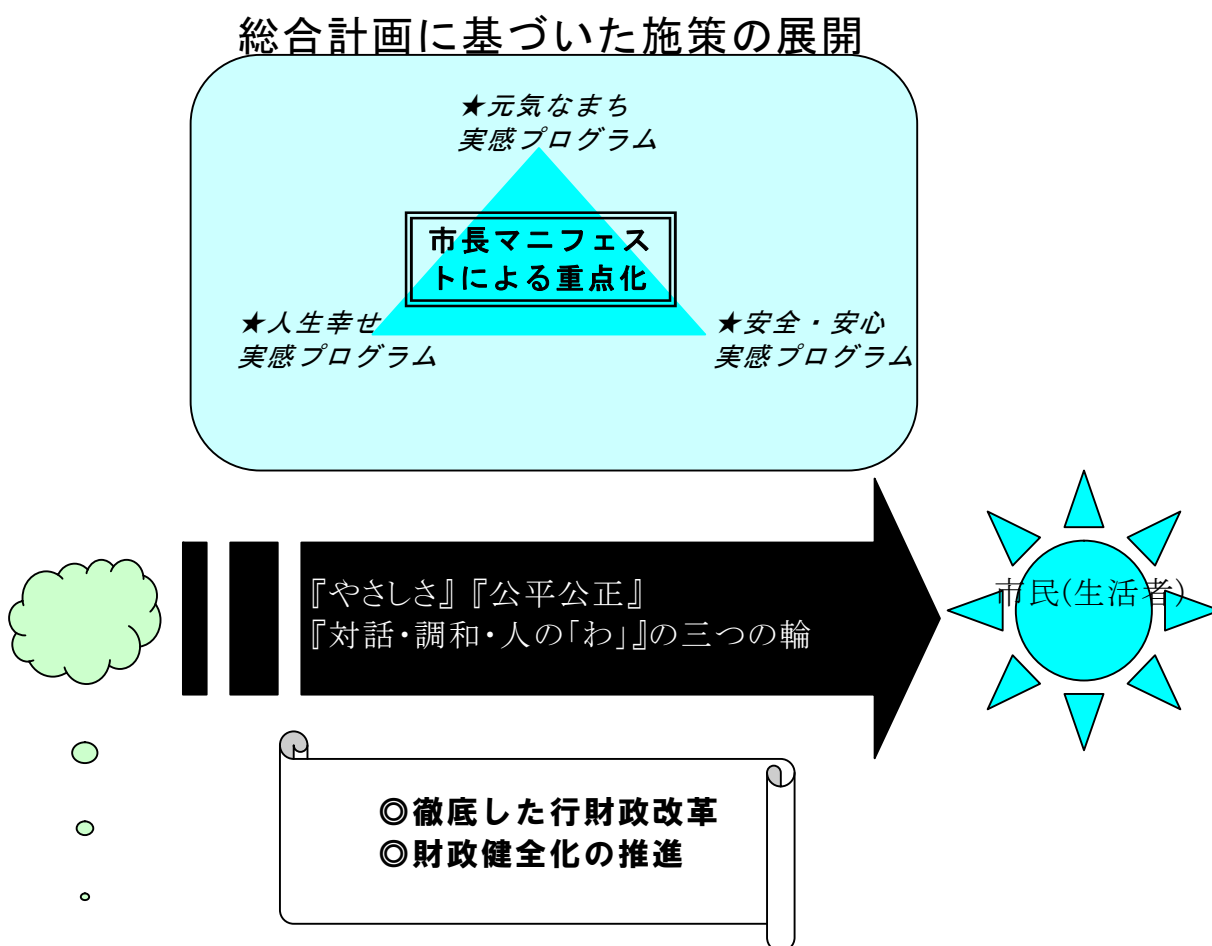 総合計画に基づいた施策の展開
★元気なまち
実感プログラム
市長マニフェス
トによる重点化
★人生幸せ
実感プログラム
★安全・安心
実感プログラム
『やさしさ』『公平公正』
『対話・調和・人の「わ」』の三つの輪
市民(生活者)
◎徹底した行財政改革
◎財政健全化の推進